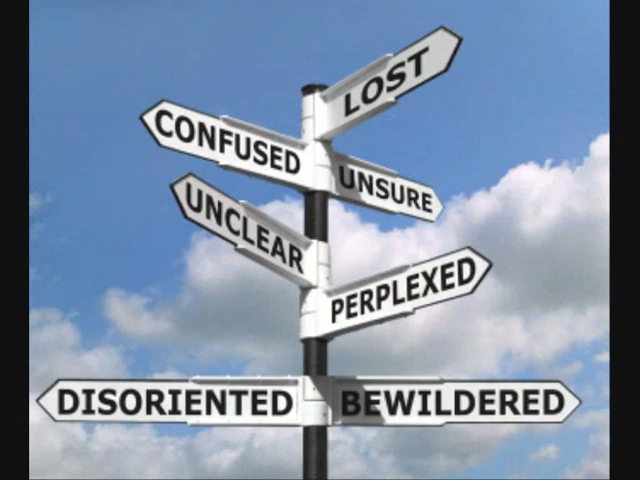 LOST
CONFUSED
UNSURE
UNCLEAR
PERPLEXED
DISORIENTED
BEWILDERED